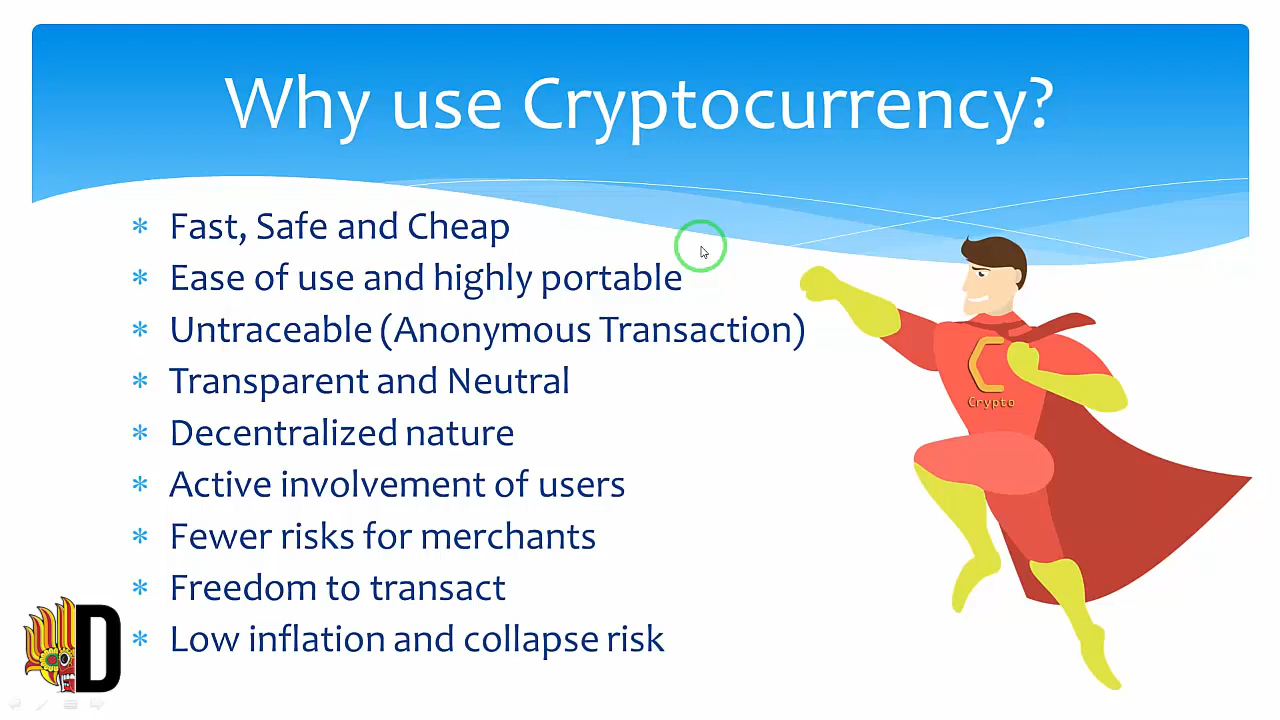 Why use Cryptocurrency?
* Fast, Safe and Cheap
* Ease of use and highly portable
* Untraceable (Anonymous Transaction)
* Transparent and Neutral
* Decentralized nature
* Active involvement of users
* Fewer risks for merchants
* Freedom to transact
* Low inflation and collapse risk
C
Crypto
D